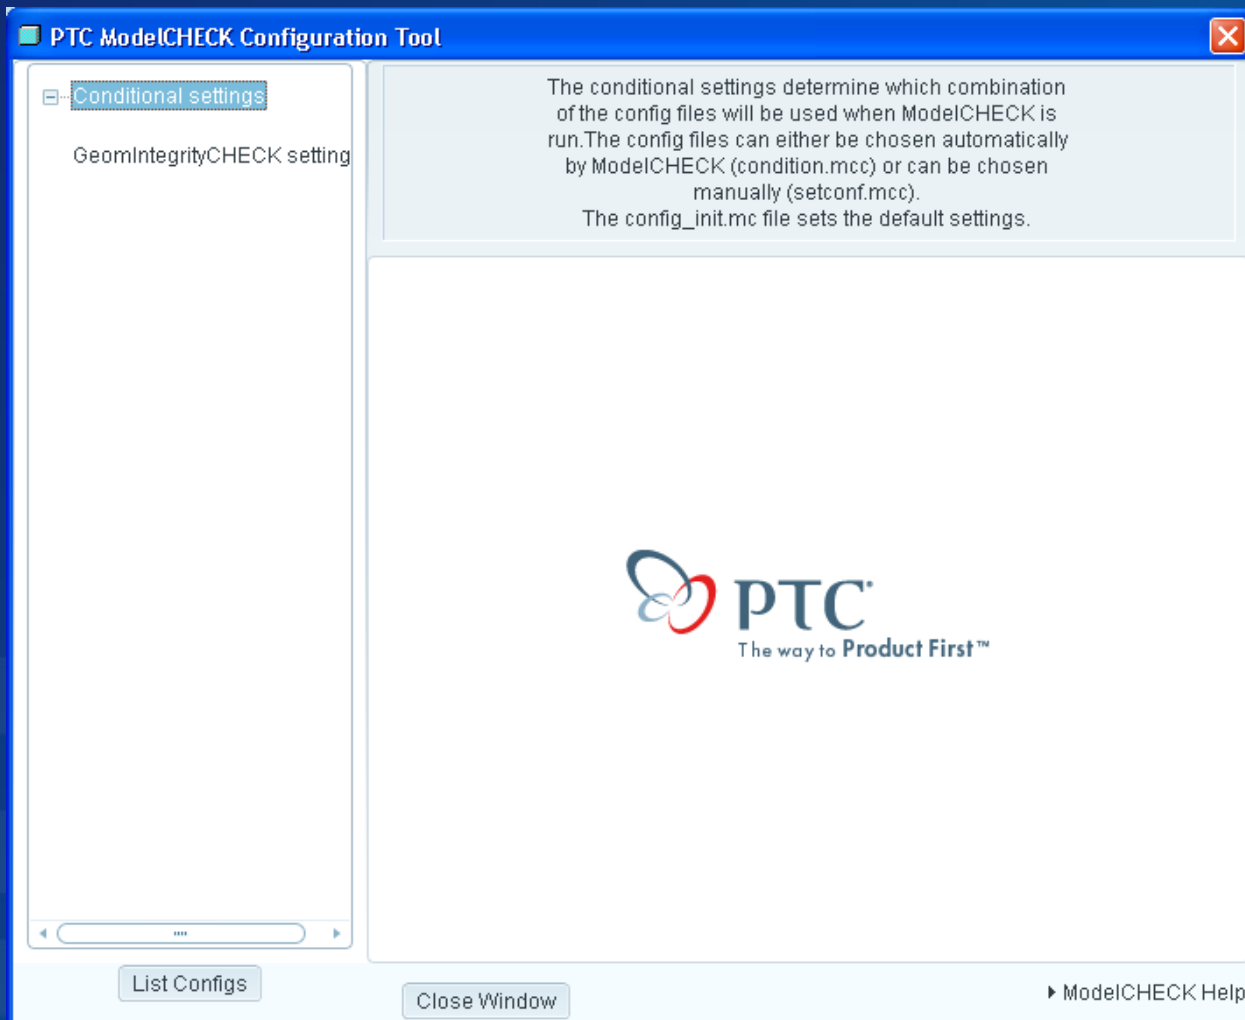 PTC ModelCHECK Configuration Tool
Conditional settings
GeomIntegrityCHECK setting
The conditional settings determine which combination
of the config files will be used when ModelCHECK is
run.The config files can either be chosen automatically
by ModelCHECK (condition.mcc) or can be chosen
manually (setconf.mcc).
The config_init.mc file sets the default settings.
PTC®
The way to Product First™
List Configs
Close Window
ModelCHECK Help